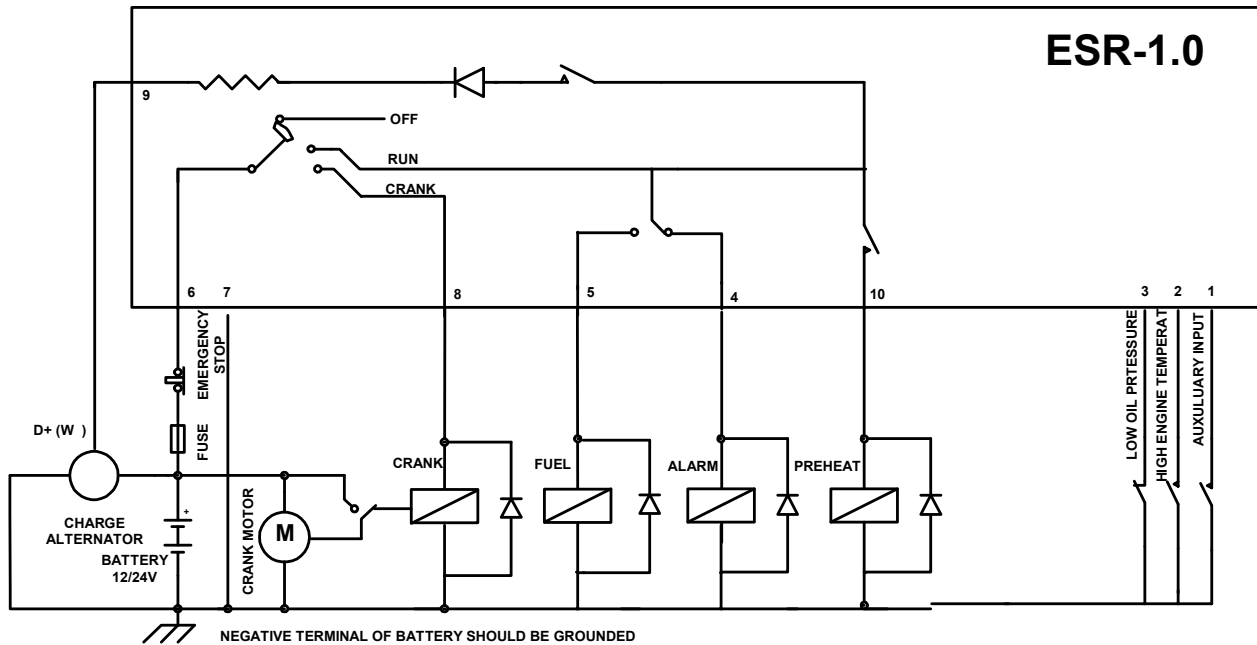 ESR-1.0
9
OFF
RUN
CRANK
6
7
8
5
4
10
3
2
1
EMERGENCY
STOP
LOW OIL PRTESSURE
HIGH ENGINE TEMPERAT
AUXULUARY INPUT
D+ (W )
FUSE
CRANK
FUEL
ALARM
PREHEAT
CHARGE
ALTERNATOR
+
BATTERY
12/24V
CRANK MOTOR
M
NEGATIVE TERMINAL OF BATTERY SHOULD BE GROUNDED